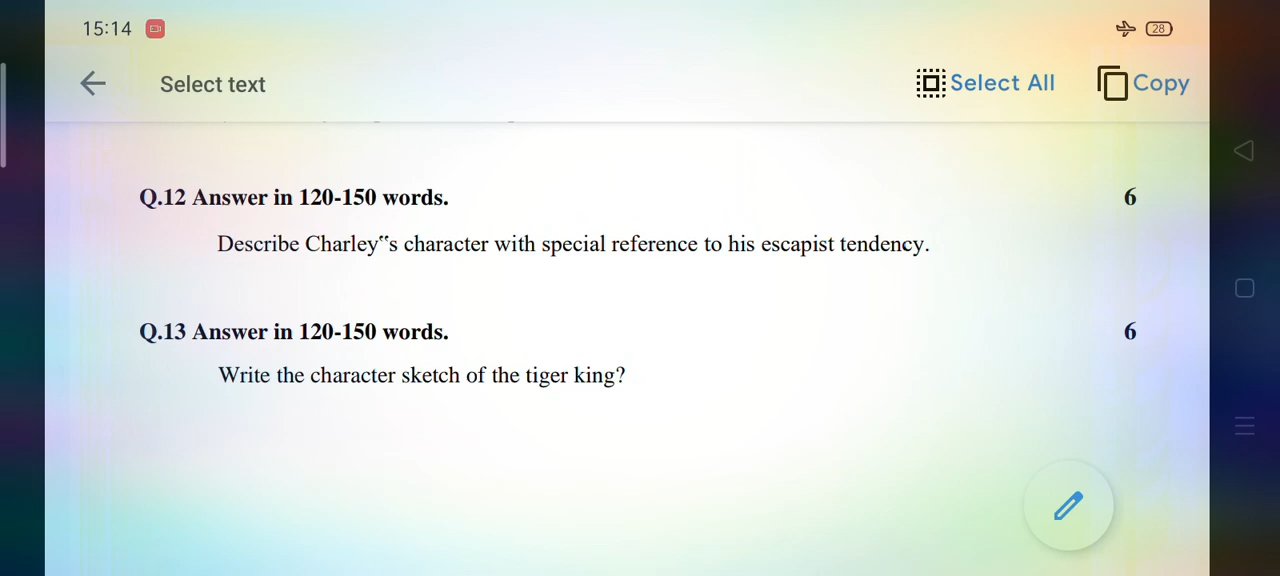 15:14
28
Select text
Select All
Copy
Q.12 Answer in 120-150 words. 6
Describe Charley‟s character with special reference to his escapist tendency.
Q.13 Answer in 120-150 words. 6
Write the character sketch of the tiger king?